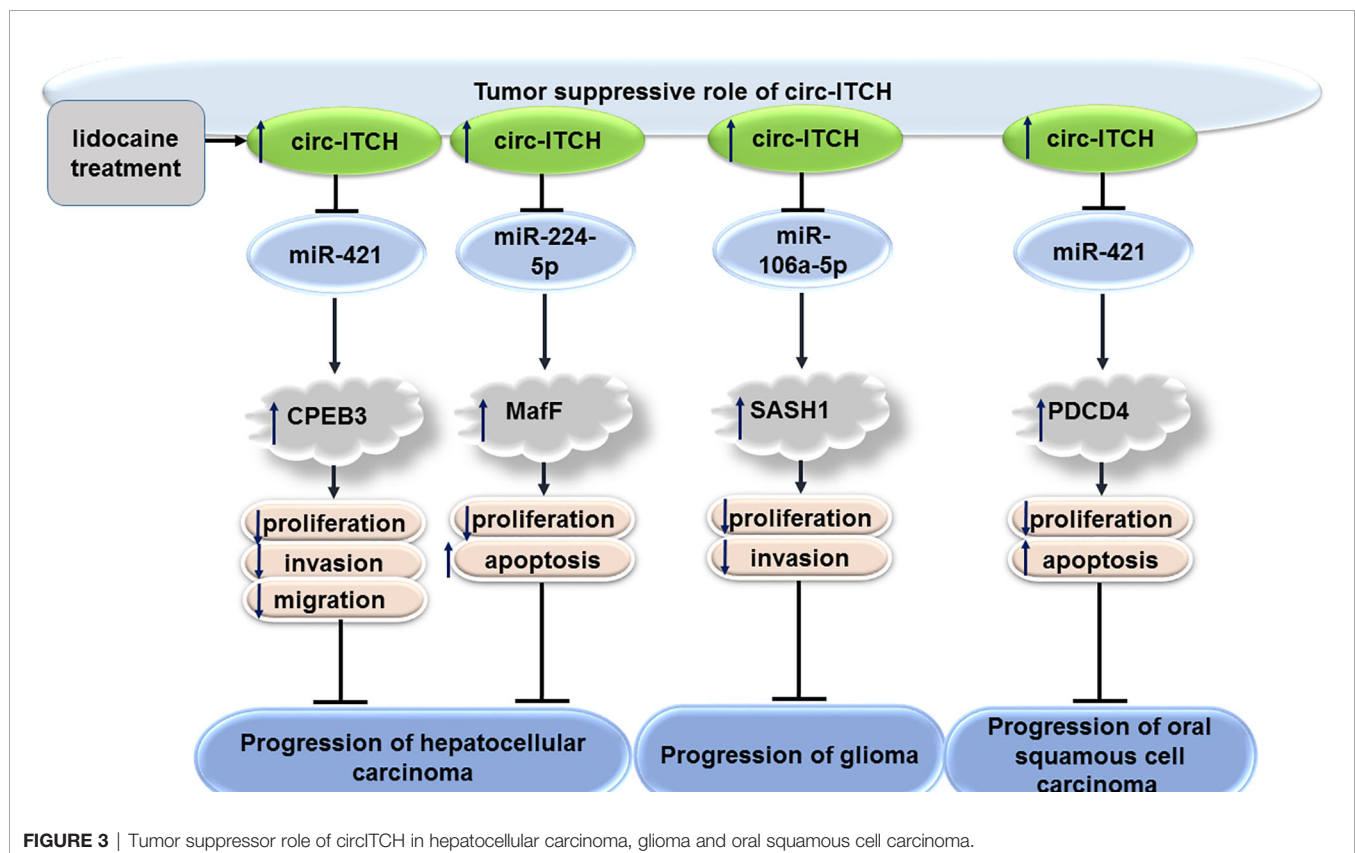 Tumor suppressive role of circ-ITCH
lidocaine
treatment
circ-ITCH
circ-ITCH
circ-ITCH
circ-ITCH
miR-421
miR-224-
5p
miR-
106a-5p
miR-421
CPEB3
MafF
SASH1
PDCD4
proliferation
invasion
migration
proliferation
apoptosis
proliferation
invasion
proliferation
apoptosis
Progression of hepatocellular
carcinoma
Progression of glioma
Progression of oral
squamous cell
carcinoma
FIGURE 3 | Tumor suppressor role of circITCH in hepatocellular carcinoma, glioma and oral squamous cell carcinoma.